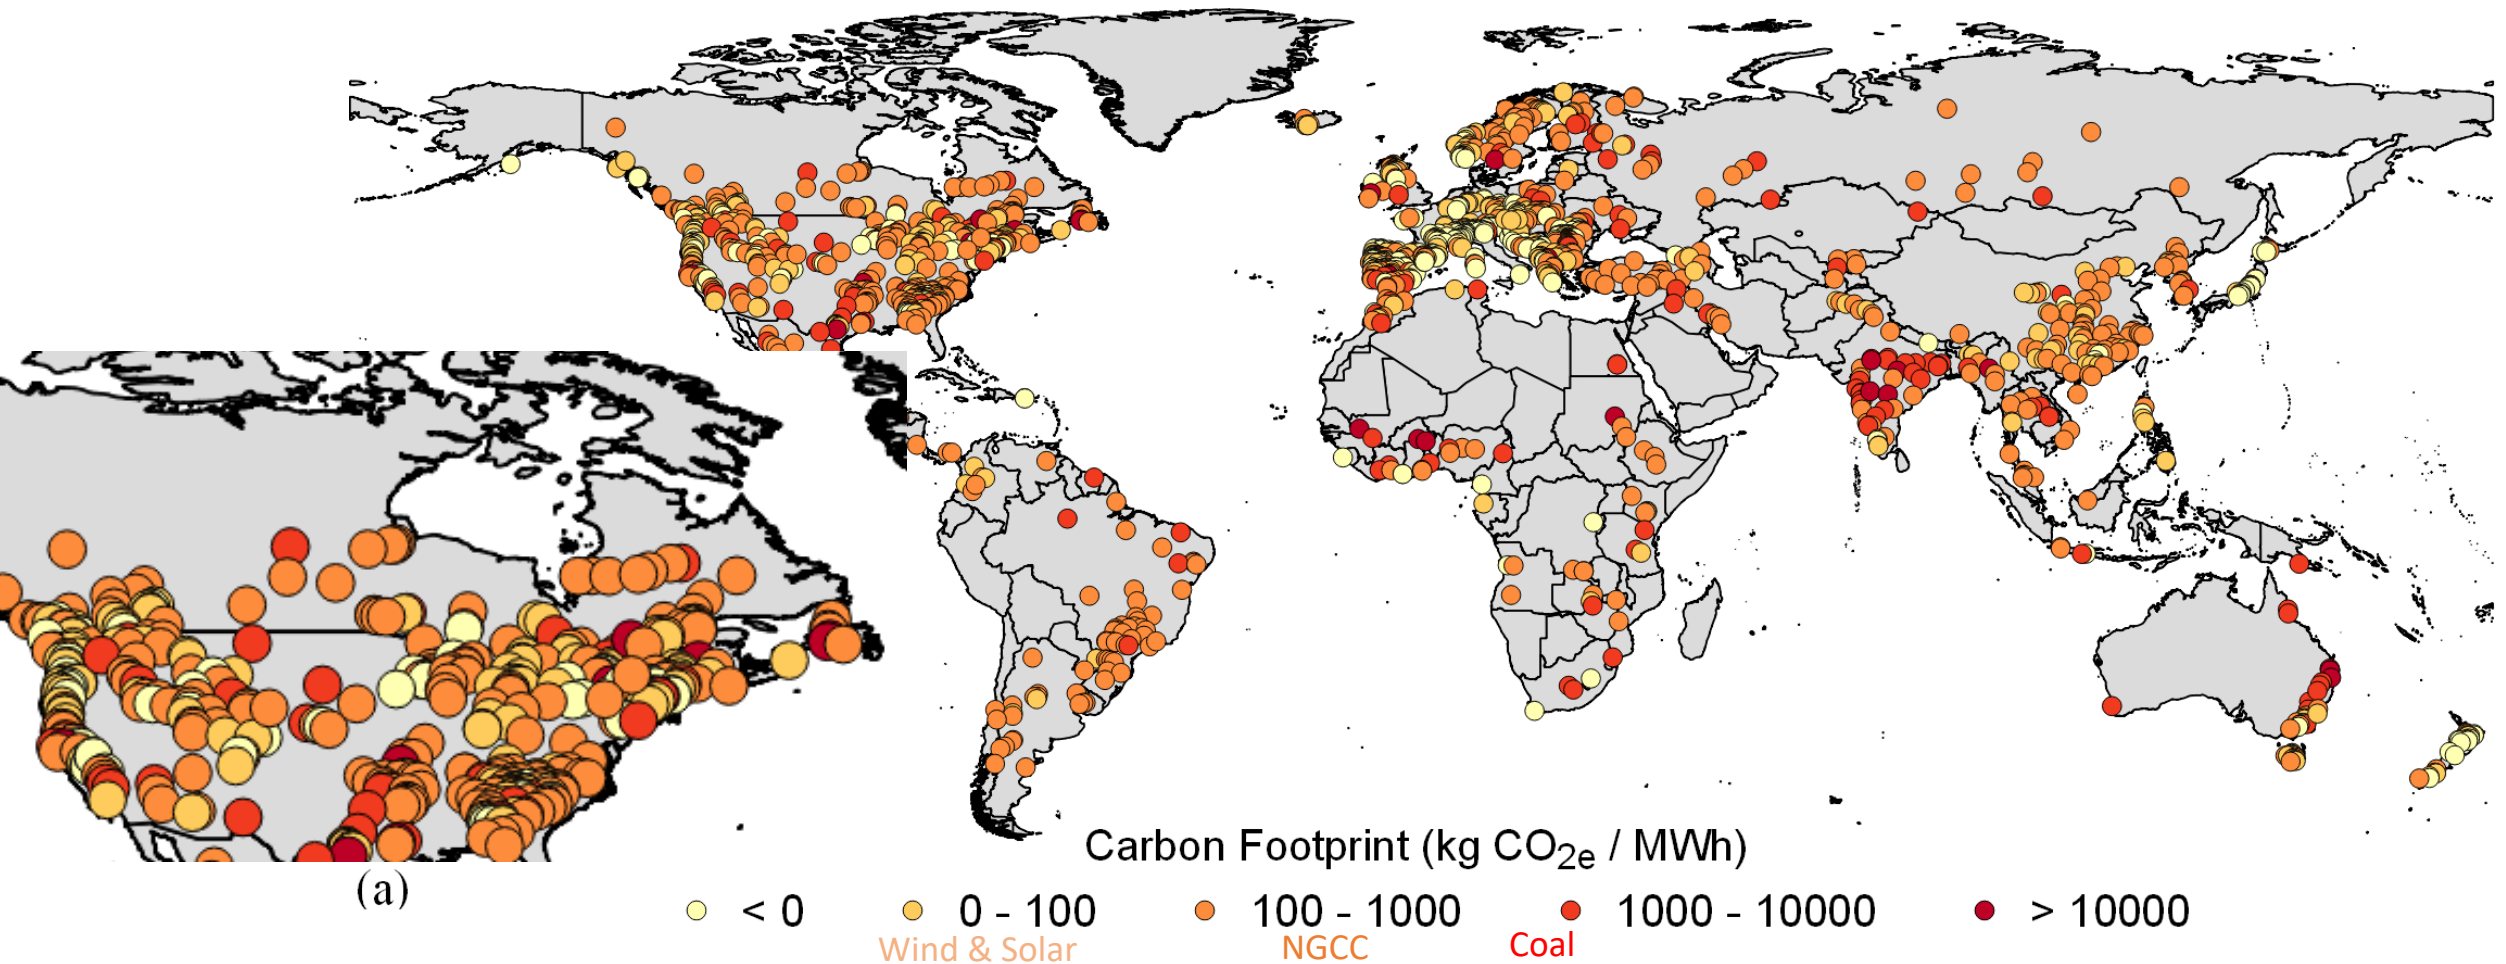 Carbon Footprint (kg CO2e / MWh)
(a)
< 0 0 - 100 100 - 1000 1000 - 10000 > 10000
Wind & Solar NGCC Coal